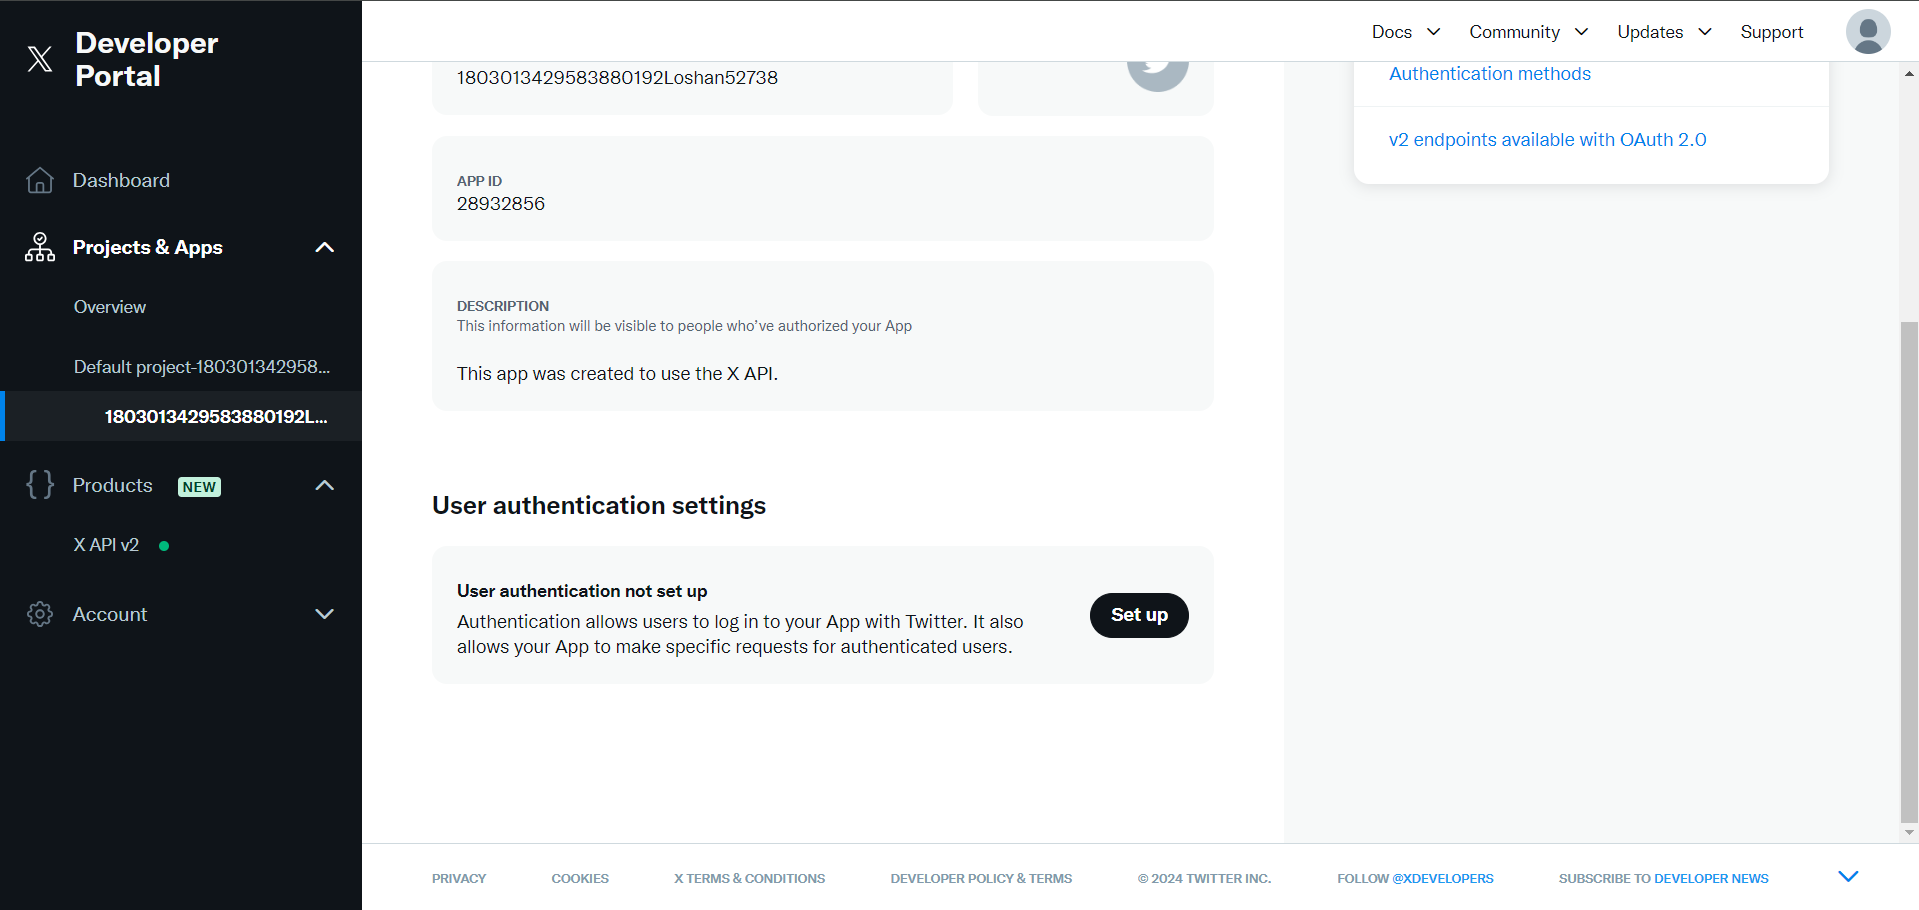 Developer
Portal
Dashboard
Projects & Apps
Overview
Default project-180301342958...
1803013429583880192L...
Products NEW
X API v2
Account
Docs
Community
Updates
Support
1803013429583880192Loshan52738
APP ID
28932856
DESCRIPTION
This information will be visible to people who've authorized your App
This app was created to use the X API.
User authentication settings
User authentication not set up
Authentication allows users to log in to your App with Twitter. It also
allows your App to make specific requests for authenticated users.
Set up
Authentication methods
v2 endpoints available with OAuth 2.0
PRIVACY
COOKIES
X TERMS & CONDITIONS
DEVELOPER POLICY & TERMS
© 2024 TWITTER INC.
FOLLOW @XDEVELOPERS
SUBSCRIBE TO DEVELOPER NEWS